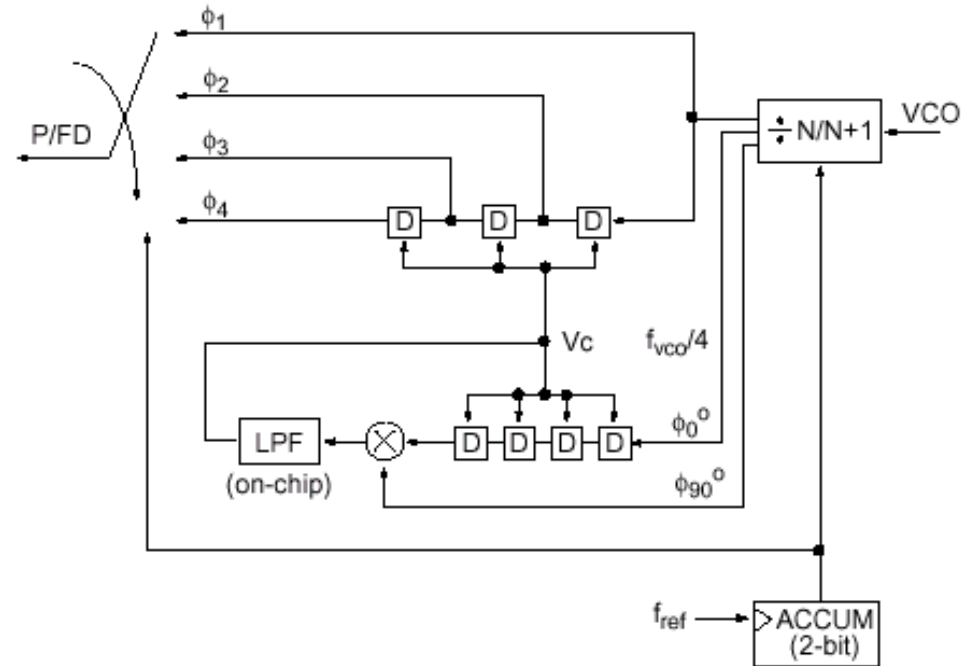 ϕ1
ϕ2
P/FD
ϕ3
ϕ4
D D D
÷ N/N+1
VCO
Vc
fvco/4
LPF
(on-chip)
D D D D
ϕ0°
ϕ90°
fref
ACCUM
(2-bit)